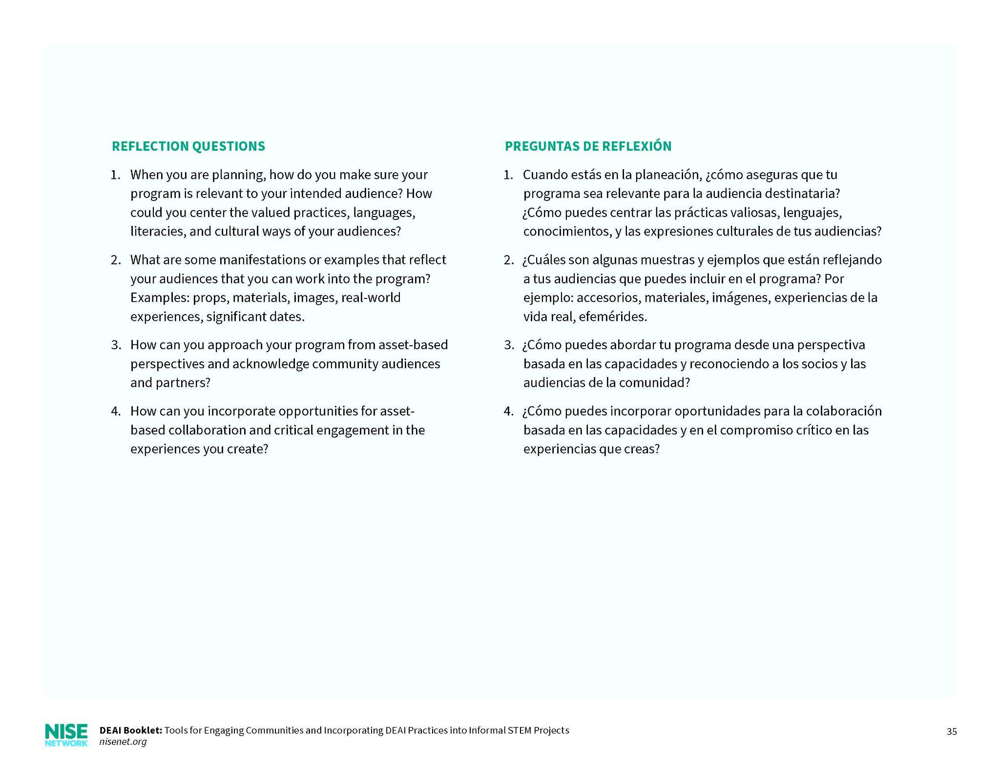 REFLECTION QUESTIONS
1. When you are planning, how do you make sure your
program is relevant to your intended audience? How
could you center the valued practices, languages,
literacies, and cultural ways of your audiences?
2. What are some manifestations or examples that reflect
your audiences that you can work into the program?
Examples: props, materials, images, real-world
experiences, significant dates.
3. How can you approach your program from asset-based
perspectives and acknowledge community audiences
and partners?
4. How can you incorporate opportunities for asset-
based collaboration and critical engagement in the
experiences you create?
PREGUNTAS DE REFLEXIÓN
1. Cuando estás en la planeación, ¿cómo aseguras que tu
programa sea relevante para la audiencia destinataria?
¿Cómo puedes centrar las prácticas valiosas, lenguajes,
conocimientos, y las expresiones culturales de tus audiencias?
2. ¿Cuáles son algunas muestras y ejemplos que están reflejando
a tus audiencias que puedes incluir en el programa? Por
ejemplo: accesorios, materiales, imágenes, experiencias de la
vida real, efemérides.
3. ¿Cómo puedes abordar tu programa desde una perspectiva
basada en las capacidades y reconociendo a los socios y las
audiencias de la comunidad?
4. ¿Cómo puedes incorporar oportunidades para la colaboración
basada en las capacidades y en el compromiso crítico en las
experiencias que creas?
NISE
NETWORK
DEAI Booklet: Tools for Engaging Communities and Incorporating DEAI Practices into Informal STEM Projects
nisenet.org
35